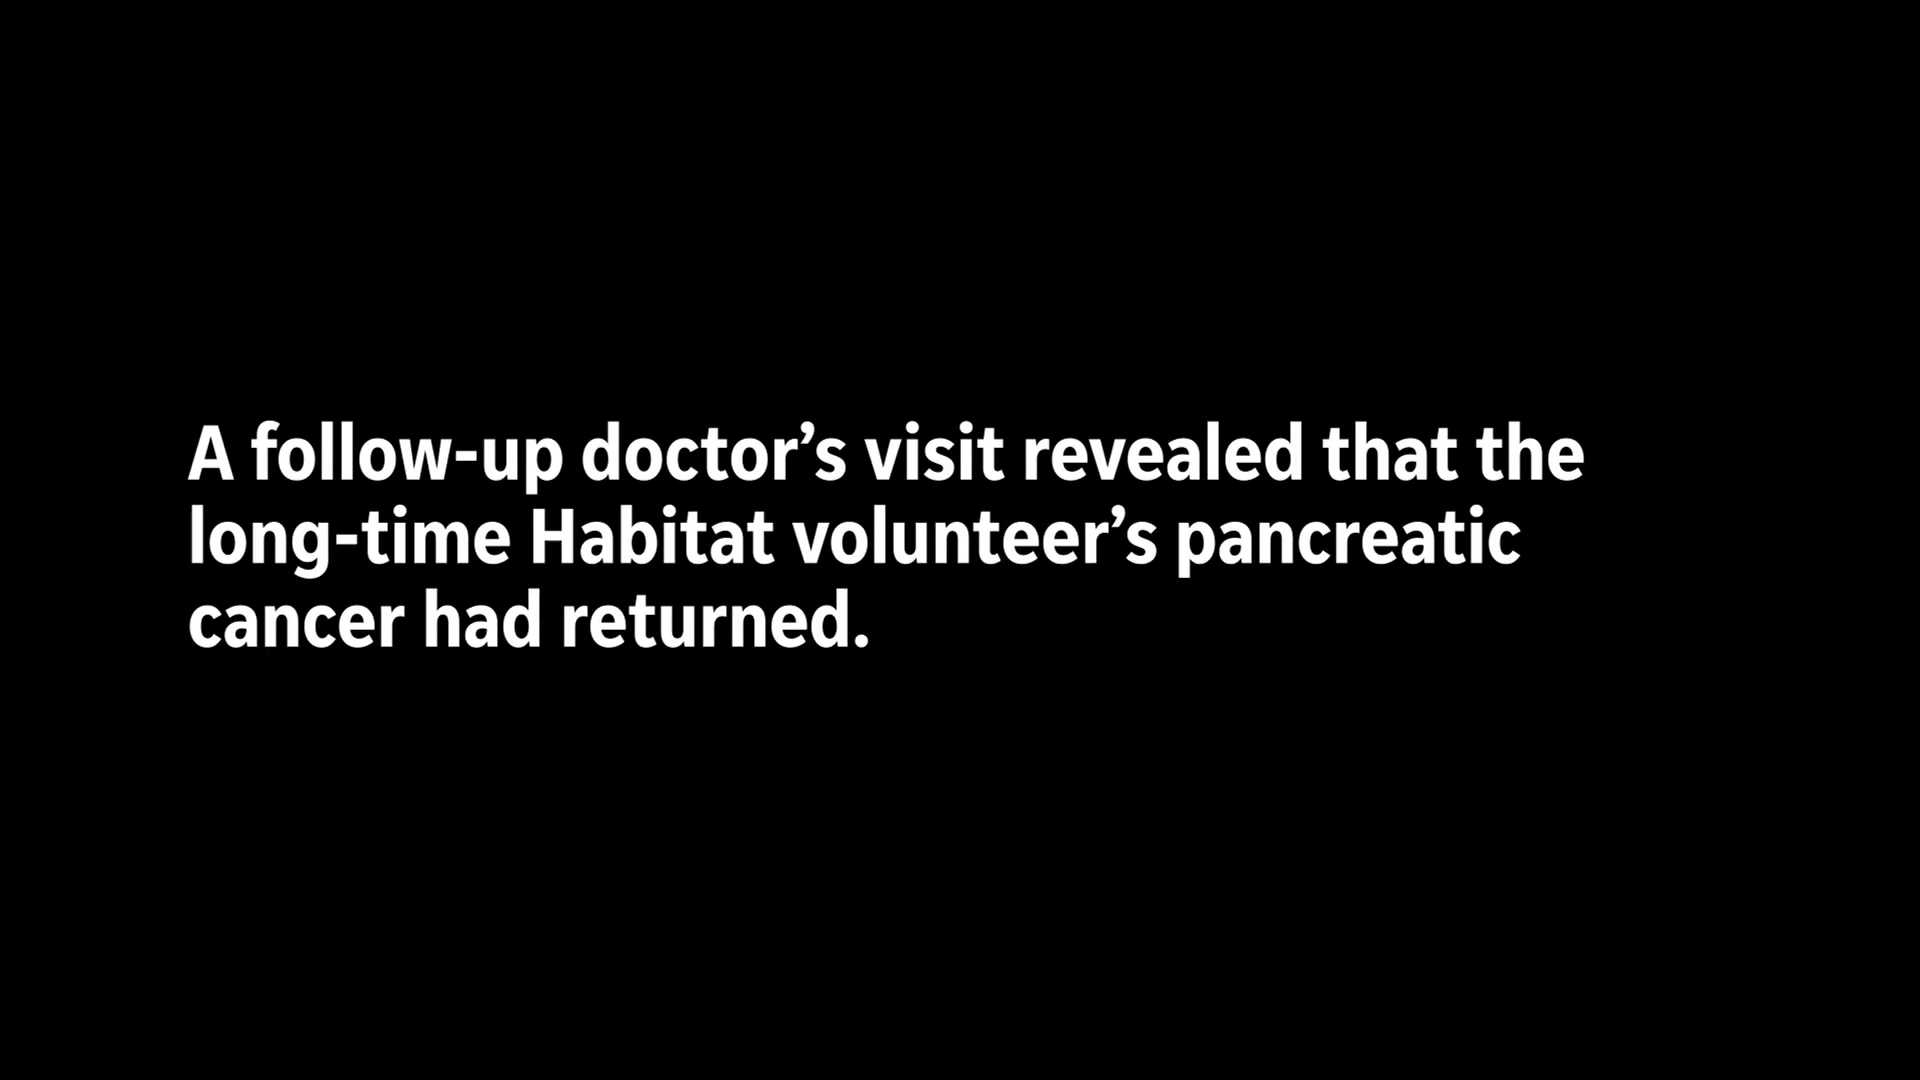 A follow-up doctor’s visit revealed that the
long-time Habitat volunteer’s pancreatic
cancer had returned.